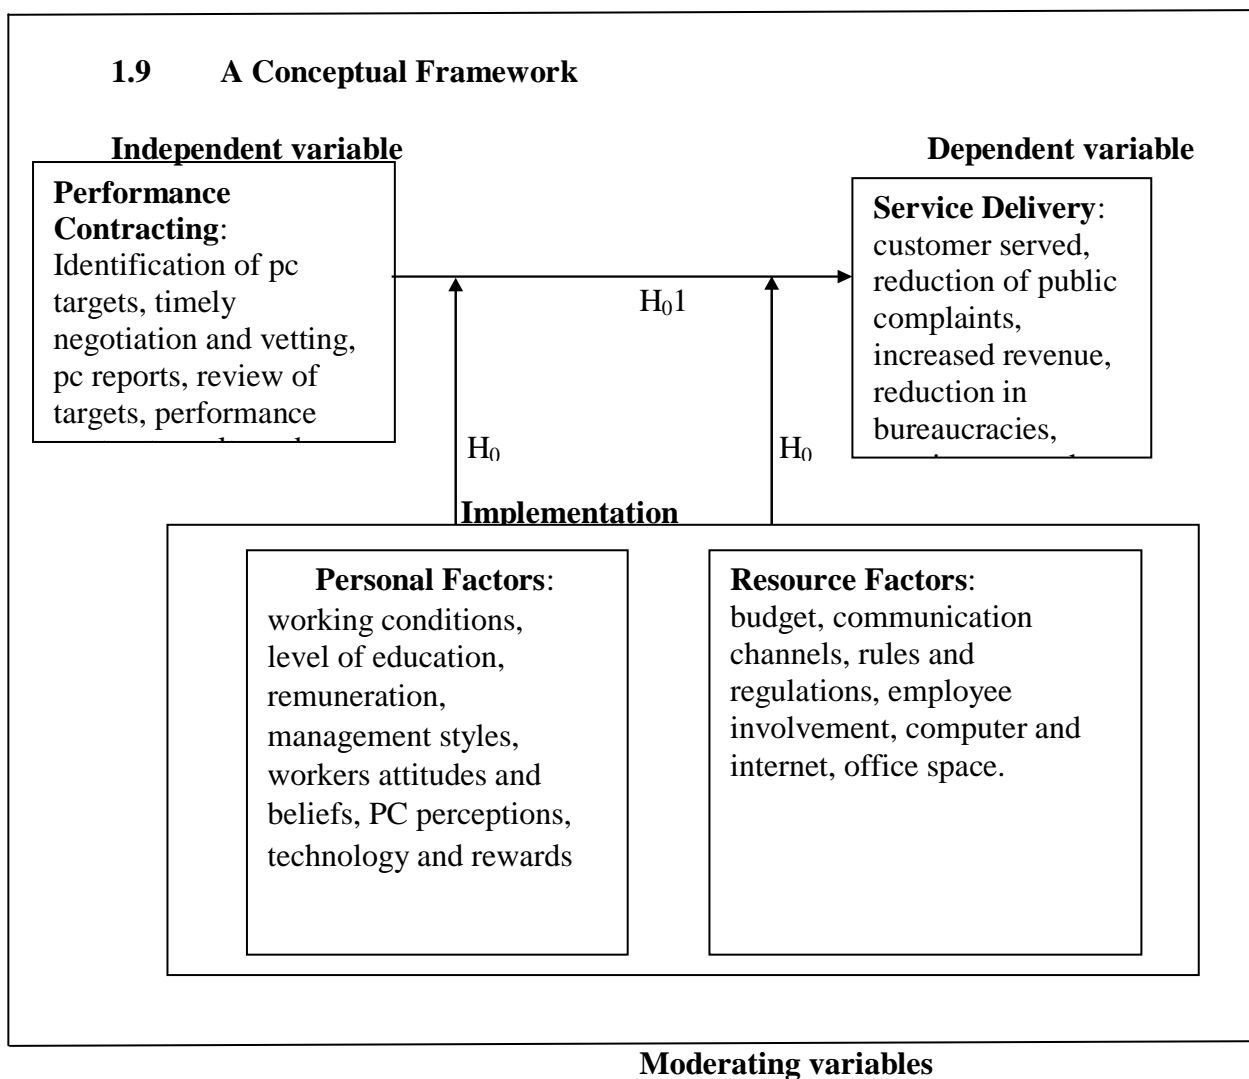 1.9 A Conceptual Framework
Independent variable
Dependent variable
Performance
Contracting:
Identification of pc
targets, timely
negotiation and vetting,
pc reports, review of
targets, performance
Service Delivery:
customer served,
reduction of public
complaints,
increased revenue,
reduction in
bureaucracies,
H₀1
H₀
H₀
Implementation
Personal Factors:
working conditions,
level of education,
remuneration,
management styles,
workers attitudes and
beliefs, PC perceptions,
technology and rewards
Resource Factors:
budget, communication
channels, rules and
regulations, employee
involvement, computer and
internet, office space.
Moderating variables